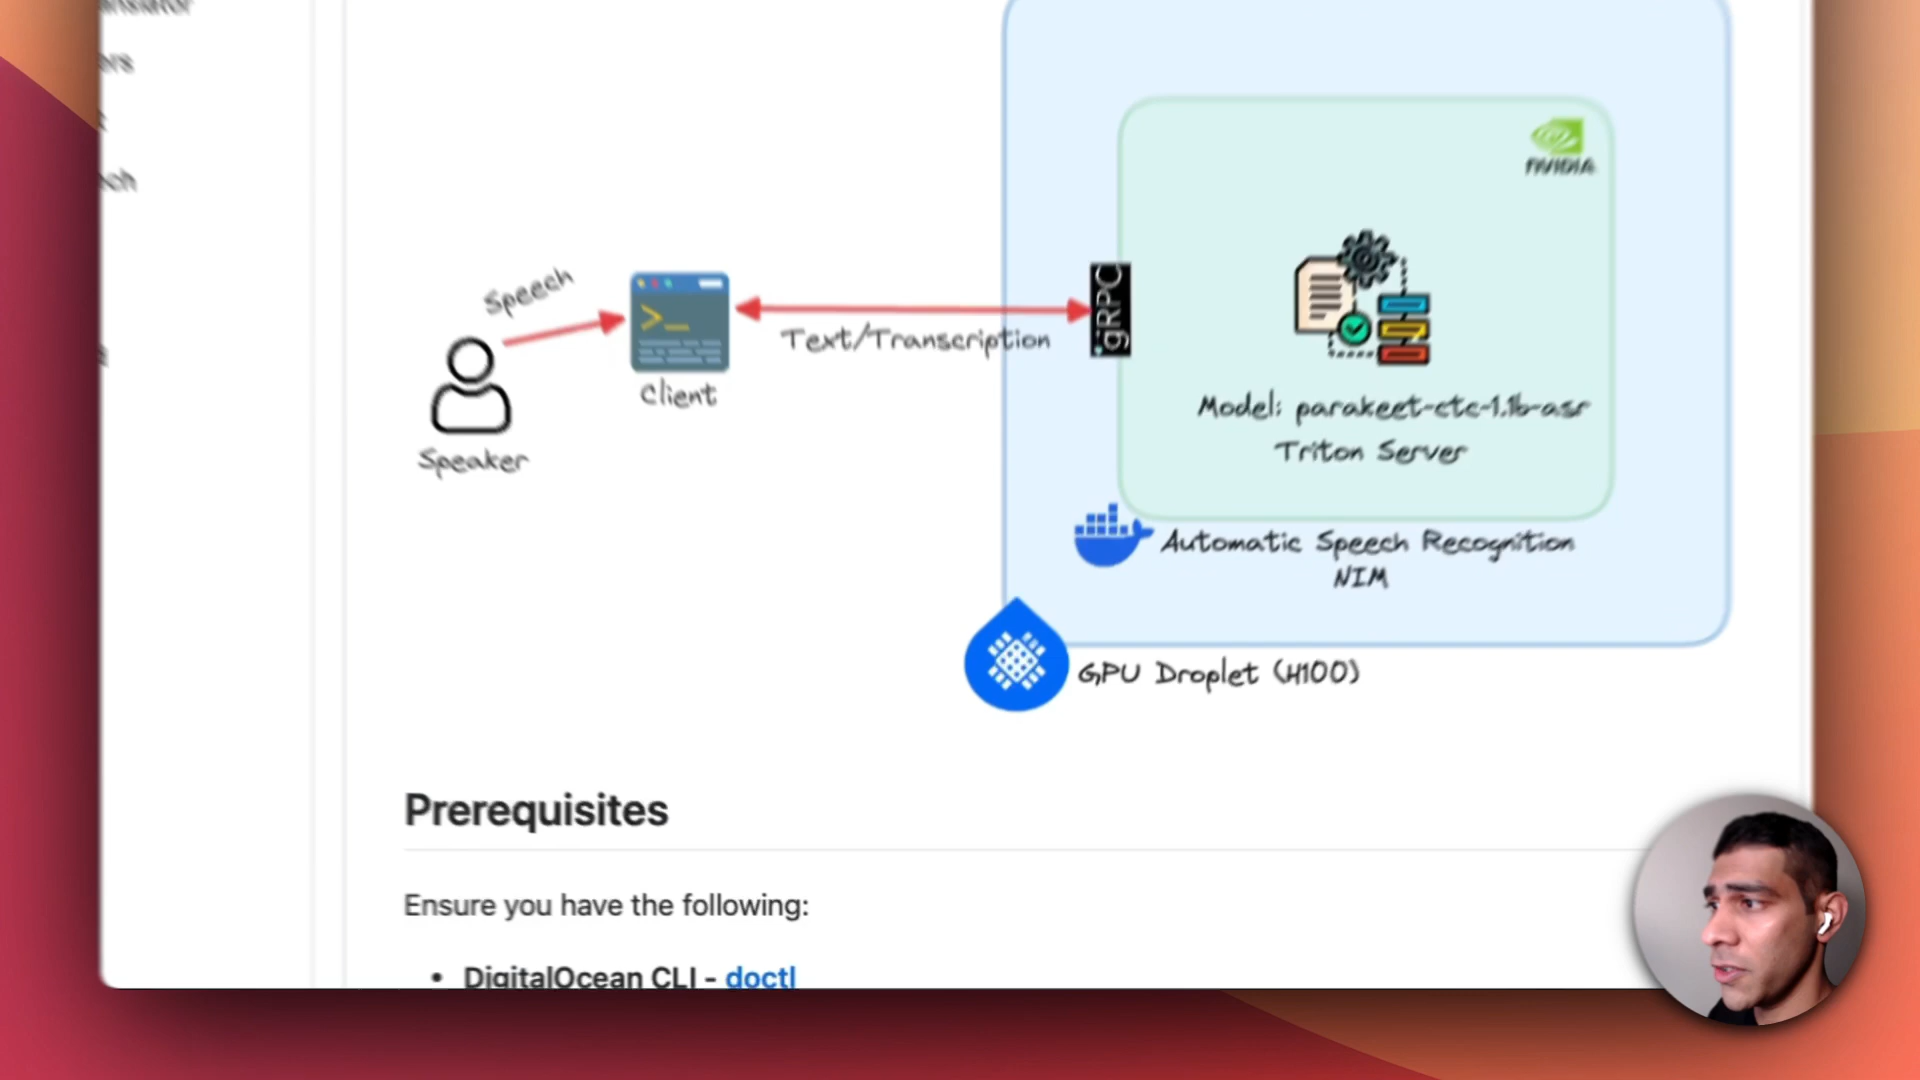 NVIDIA
Speech
gRPC
Text/Transcription
Client
Speaker
Model: parakeet-ctc-1.1b-asr
Triton Server
Automatic Speech Recognition
NIM
GPU Droplet (H100)
Prerequisites
Ensure you have the following:
• DigitalOcean CLI - doctl